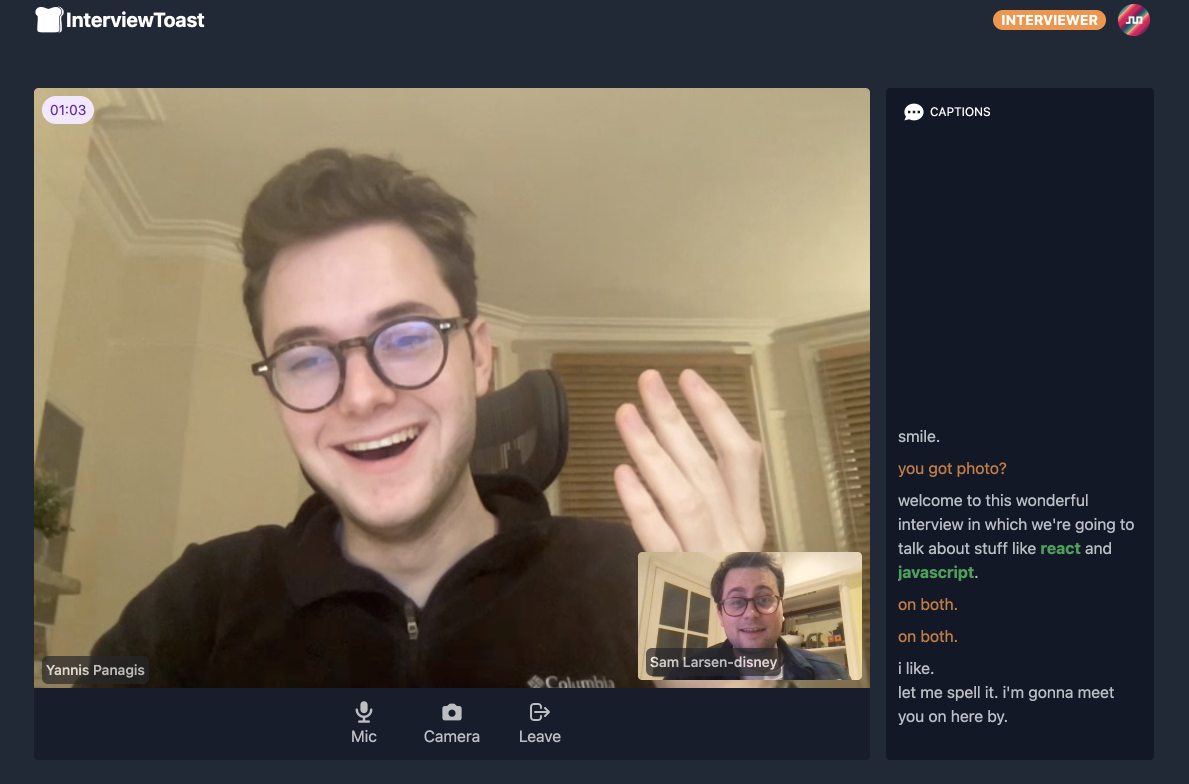 InterviewToast
INTERVIEWER
01:03
CAPTIONS
smile.
you got photo?
welcome to this wonderful
interview in which we're going to
talk about stuff like react and
javascript.
on both.
on both.
i like.
let me spell it. i'm gonna meet
you on here by.
Yannis Panagis
Sam Larsen-disney
Columbia
Mic
Camera
Leave